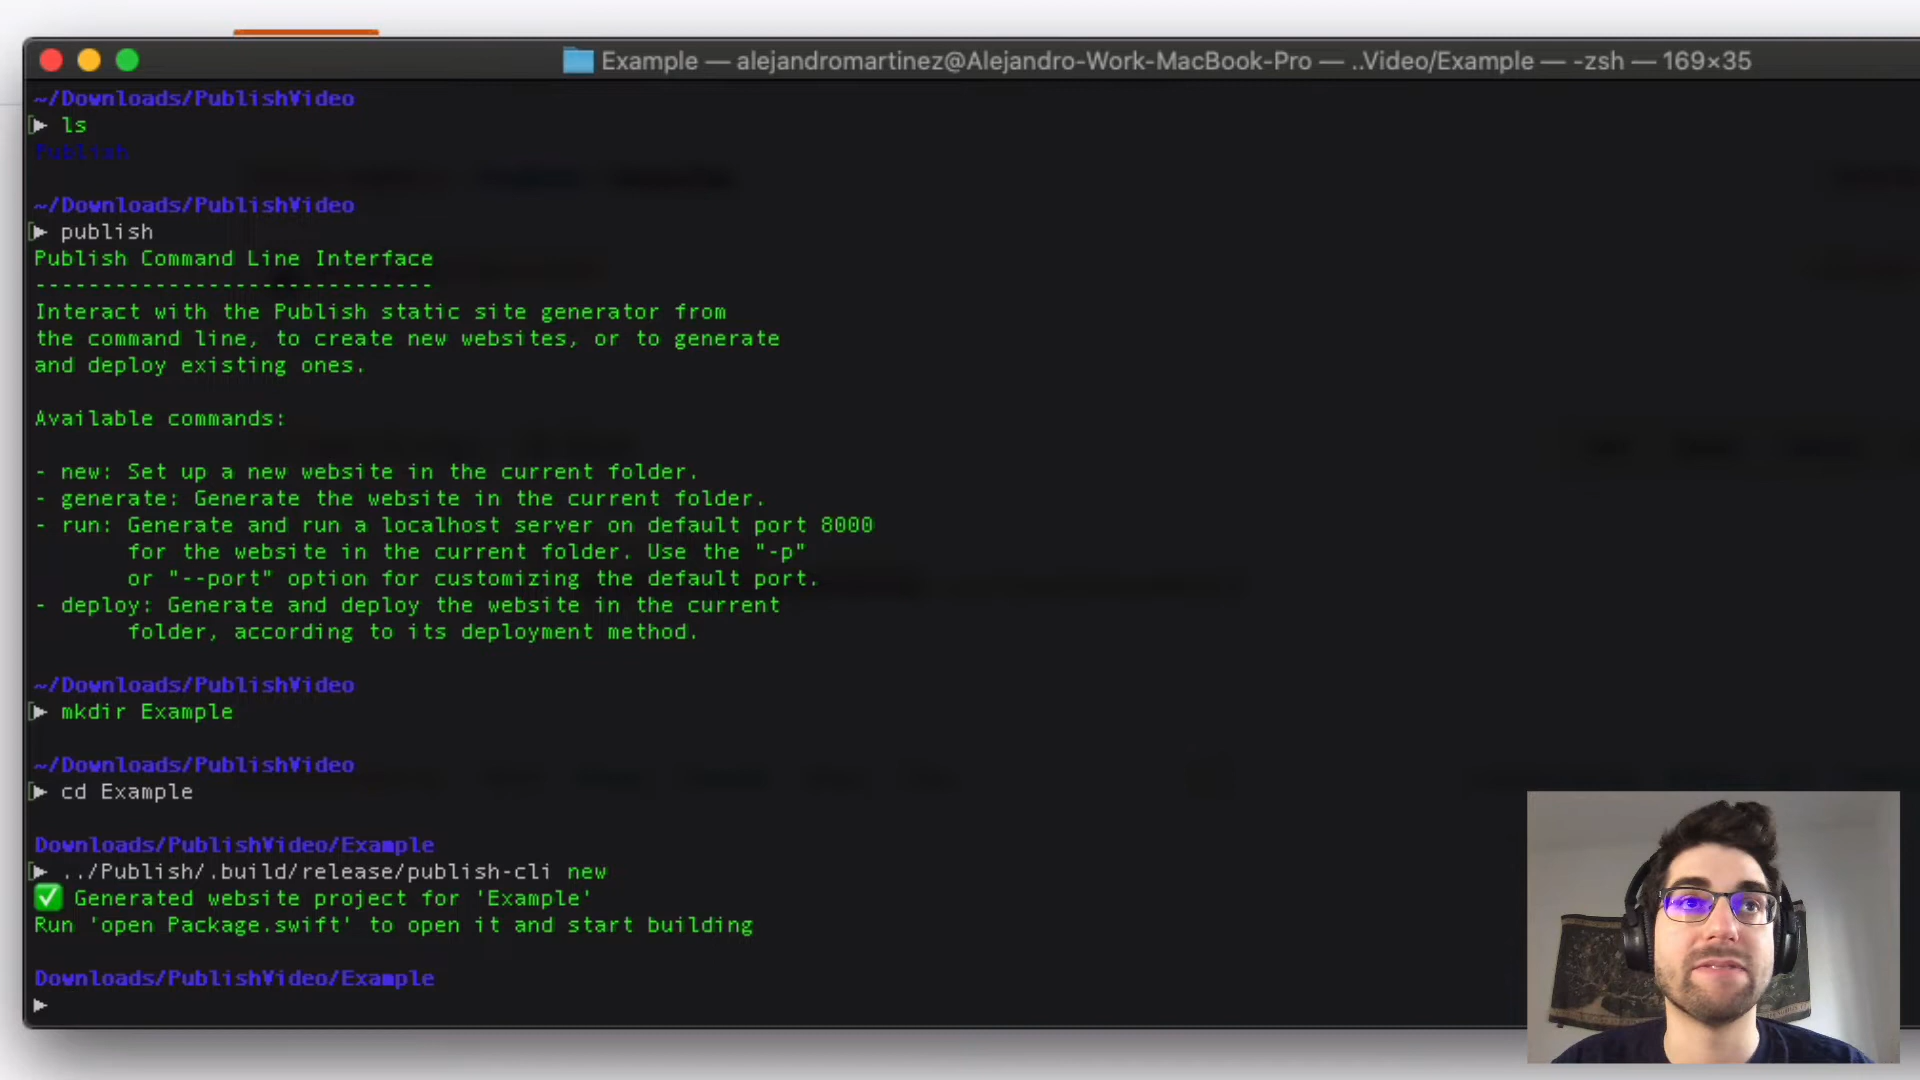 Example — alejandromartinez@Alejandro-Work-MacBook-Pro — ..Video/Example — -zsh — 169×35
~/Downloads/PublishVideo
▶ ls
Publish
~/Downloads/PublishVideo
▶ publish
Publish Command Line Interface
------------------------------
Interact with the Publish static site generator from
the command line, to create new websites, or to generate
and deploy existing ones.
Available commands:
- new: Set up a new website in the current folder.
- generate: Generate the website in the current folder.
- run: Generate and run a localhost server on default port 8000
for the website in the current folder. Use the "-p"
or "--port" option for customizing the default port.
- deploy: Generate and deploy the website in the current
folder, according to its deployment method.
~/Downloads/PublishVideo
▶ mkdir Example
~/Downloads/PublishVideo
▶ cd Example
Downloads/PublishVideo/Example
▶ ../Publish/.build/release/publish-cli new
✅ Generated website project for 'Example'
Run 'open Package.swift' to open it and start building
Downloads/PublishVideo/Example
▶